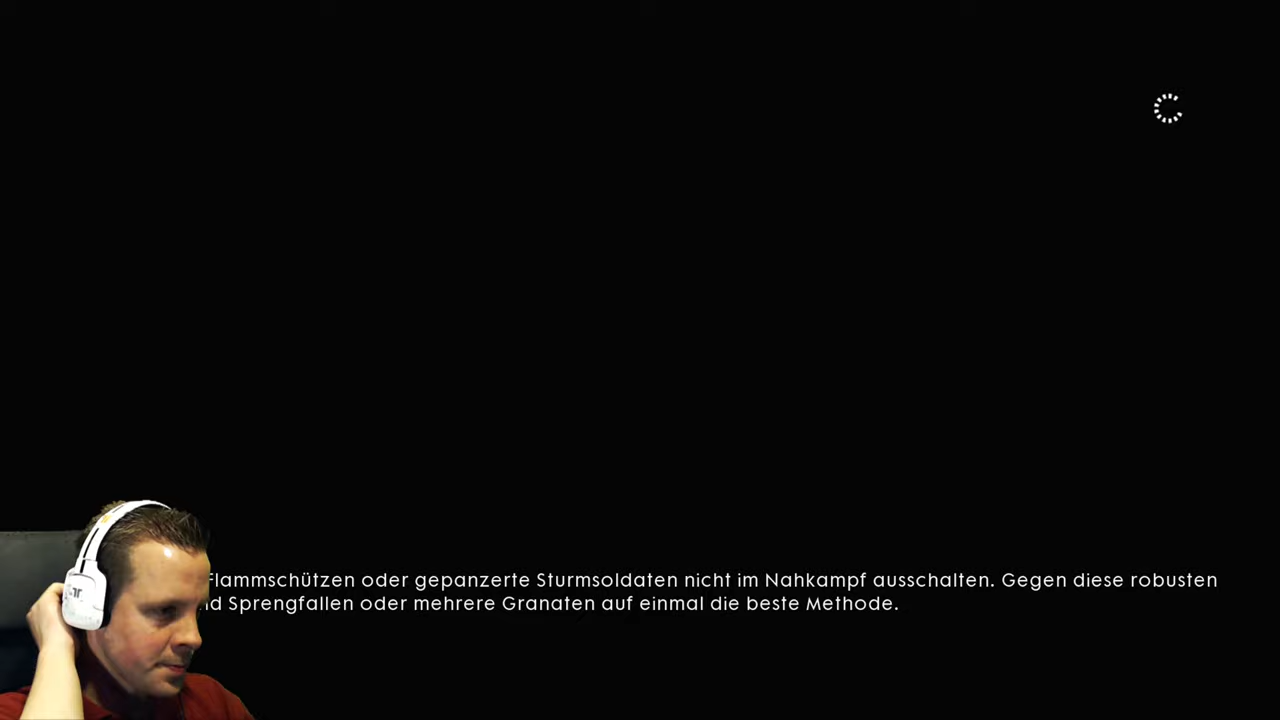 Flammschützen oder gepanzerte Sturmsoldaten nicht im Nahkampf ausschalten. Gegen diese robusten
Sprengfallen oder mehrere Granaten auf einmal die beste Methode.